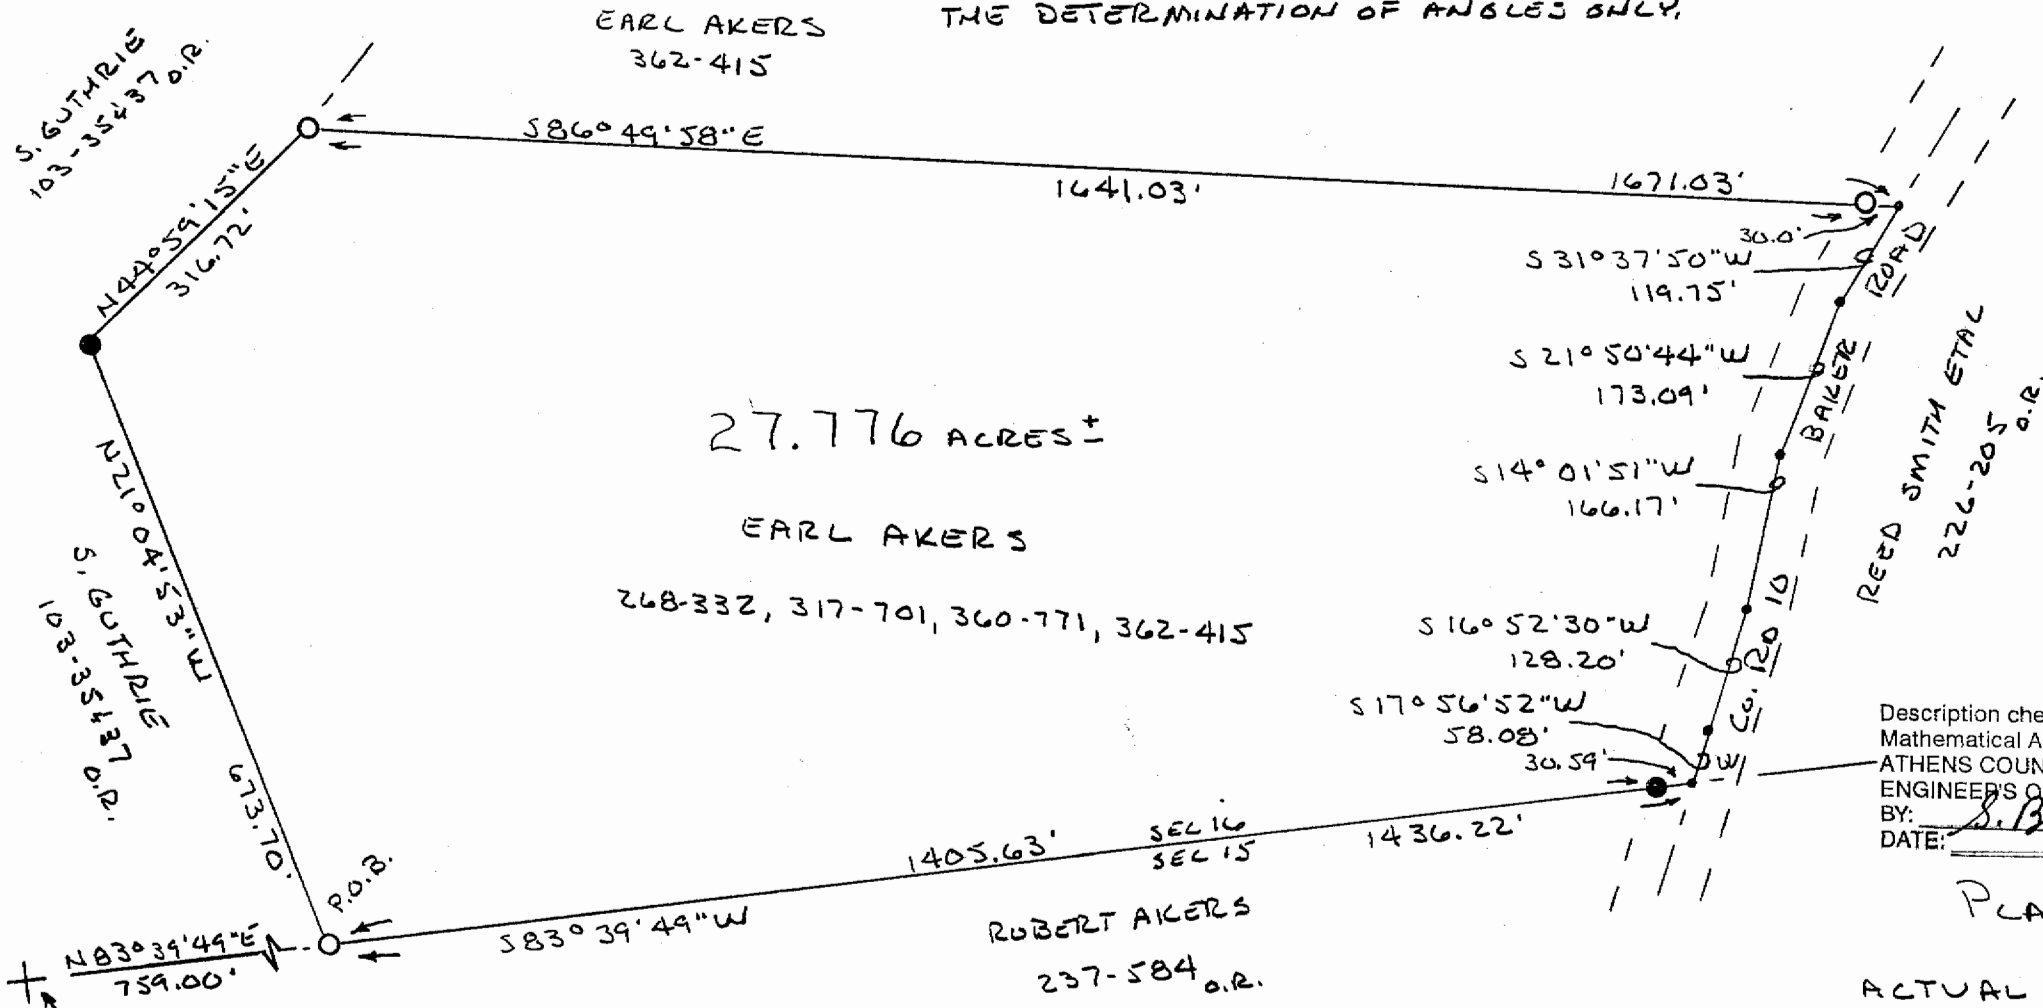 THE DETERMINATION OF ANGLES ONLY.
EARL AKERS
362-415
S. GUTHRIE
103-35437 O.R.
S86°49'58"E
1641.03'
1671.03'
30.0'
N44°59'15"E
316.72'
S31°37'50"W
119.75'
S21°50'44"W
173.09'
S14°01'51"W
166.17'
S16°52'30"W
128.20'
S17°56'52"W
58.08'
30.59'
BAKER ROAD
CO. RD 10
W
REED SMITH ETAL
226-205 O.R.
27.776 ACRES±
EARL AKERS
268-332, 317-701, 360-771, 362-415
N21°04'53"W
673.70'
S. GUTHRIE
103-35437
O.R.
P.O.B.
N83°39'49"E
759.00'
S83°39'49"W
1405.63'
SEC 16
SEC 15
1436.22'
ROBERT AKERS
237-584 O.R.
Description che
Mathematical A
ATHENS COUN
ENGINEER'S O
BY: S. B
DATE:
PLA
ACTUAL